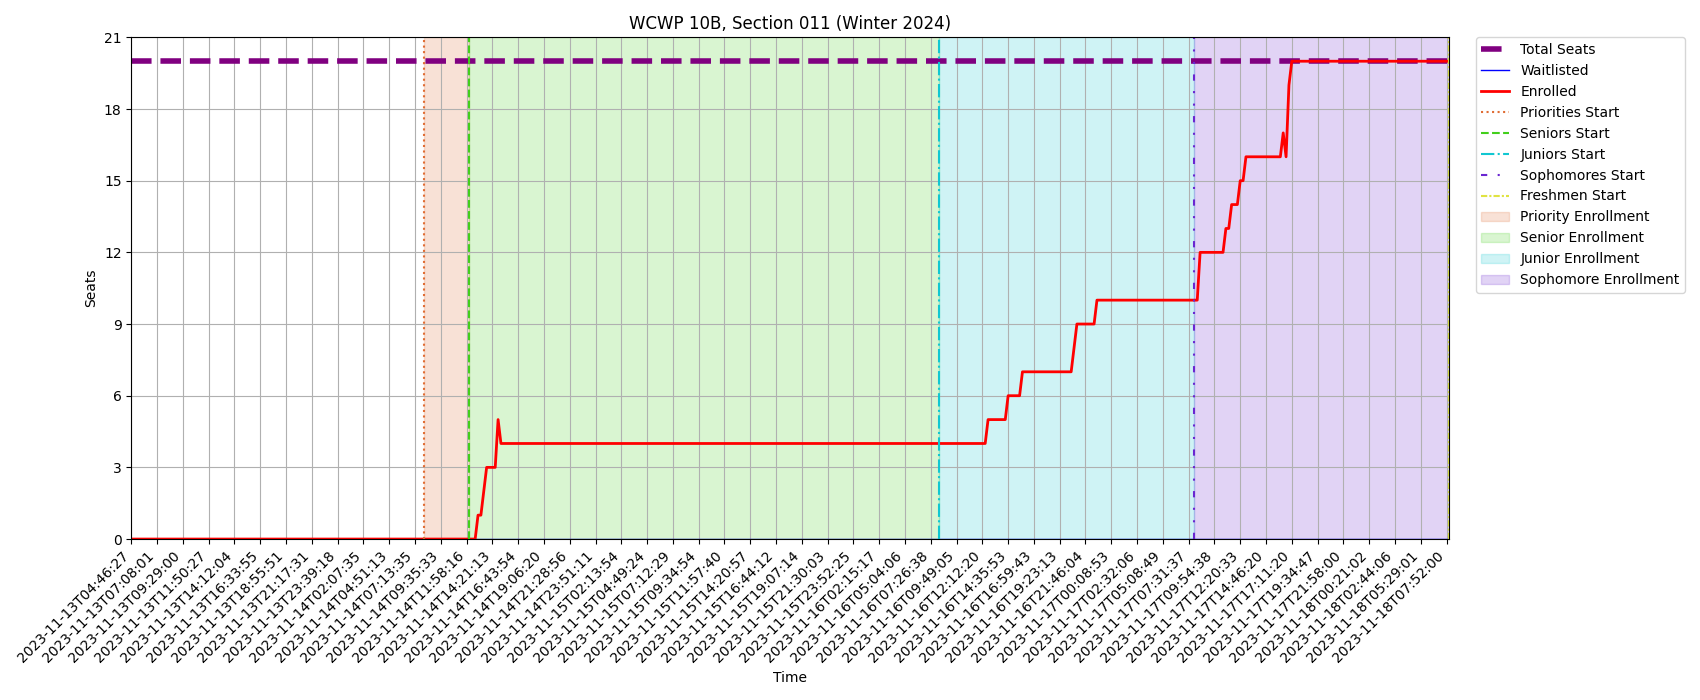 WCWP 10B, Section 011 (Winter 2024)
21
18
15
12
9
6
3
0
Seats
2023-11-13T04:46:27
2023-11-13T07:08:01
2023-11-13T09:29:00
2023-11-13T11:50:27
2023-11-13T14:12:04
2023-11-13T16:33:55
2023-11-13T18:55:51
2023-11-13T21:17:31
2023-11-13T23:39:18
2023-11-14T02:07:35
2023-11-14T04:51:13
2023-11-14T07:13:35
2023-11-14T09:35:33
2023-11-14T11:58:16
2023-11-14T14:21:13
2023-11-14T16:43:54
2023-11-14T19:06:20
2023-11-14T21:28:56
2023-11-14T23:51:11
2023-11-15T02:13:54
2023-11-15T04:49:24
2023-11-15T07:12:29
2023-11-15T09:34:54
2023-11-15T11:57:40
2023-11-15T14:20:57
2023-11-15T16:44:12
2023-11-15T19:07:14
2023-11-15T21:30:03
2023-11-15T23:52:25
2023-11-16T02:15:17
2023-11-16T05:04:06
2023-11-16T07:26:38
2023-11-16T09:49:05
2023-11-16T12:12:20
2023-11-16T14:35:53
2023-11-16T16:59:43
2023-11-16T19:23:13
2023-11-16T21:46:04
2023-11-17T00:08:53
2023-11-17T02:32:06
2023-11-17T05:08:49
2023-11-17T07:31:37
2023-11-17T09:54:38
2023-11-17T12:20:33
2023-11-17T14:46:20
2023-11-17T17:11:20
2023-11-17T19:34:47
2023-11-17T21:58:00
2023-11-18T00:21:02
2023-11-18T02:44:06
2023-11-18T05:29:01
2023-11-18T07:52:00
Time
Total Seats
Waitlisted
Enrolled
Priorities Start
Seniors Start
Juniors Start
Sophomores Start
Freshmen Start
Priority Enrollment
Senior Enrollment
Junior Enrollment
Sophomore Enrollment